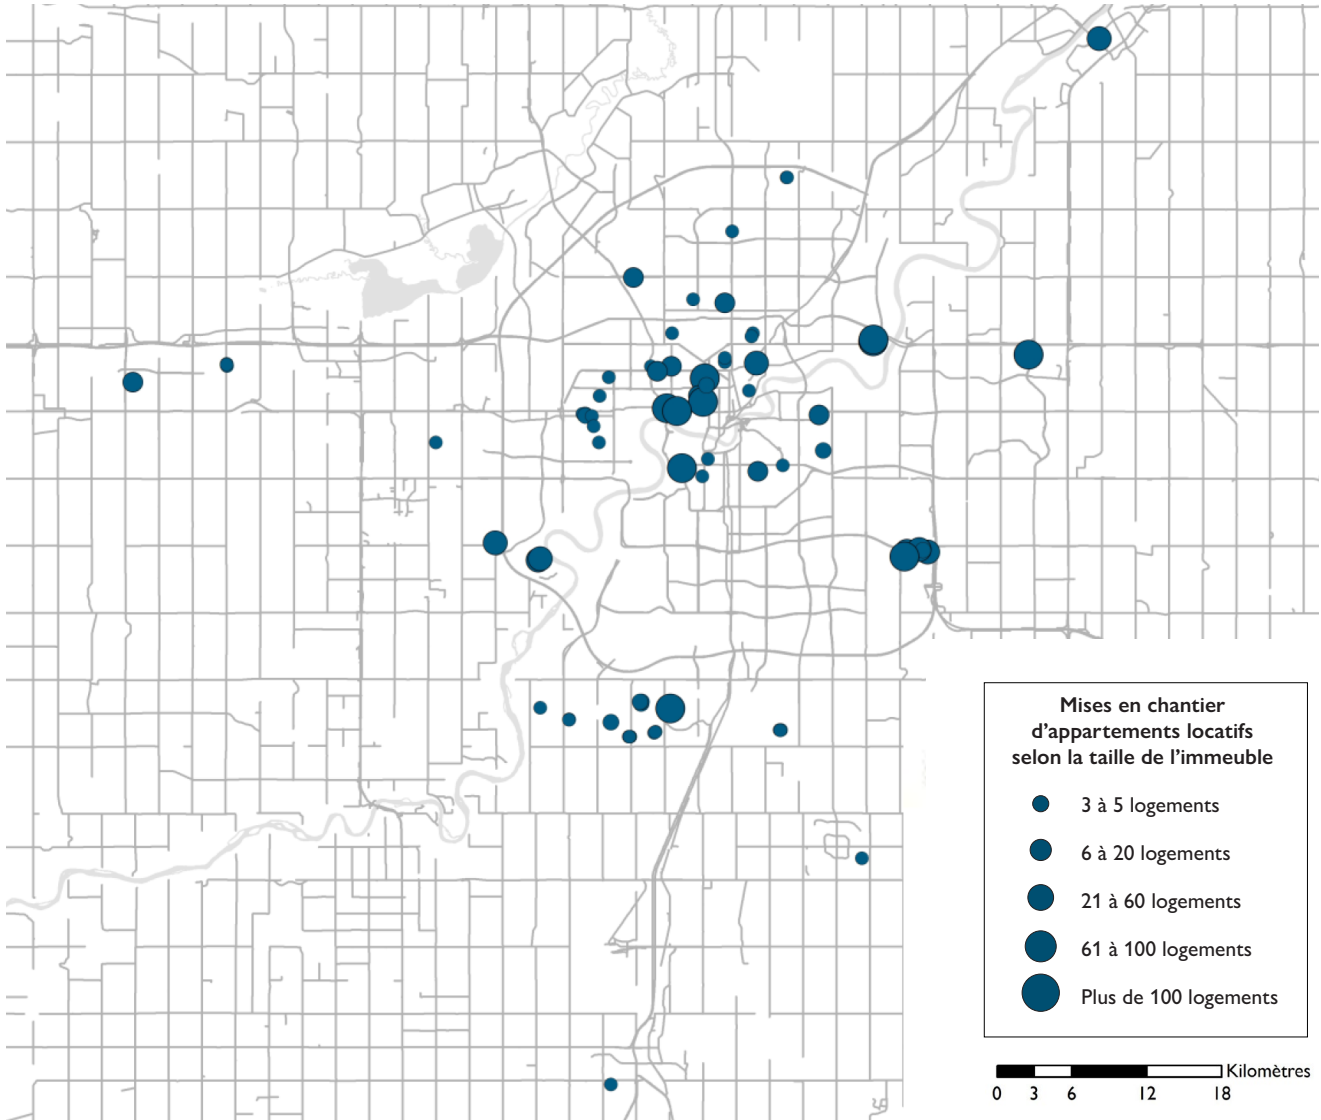 Mises en chantier
d’appartements locatifs
selon la taille de l’immeuble
3 à 5 logements
6 à 20 logements
21 à 60 logements
61 à 100 logements
Plus de 100 logements
Kilomètres
0 3 6 12 18